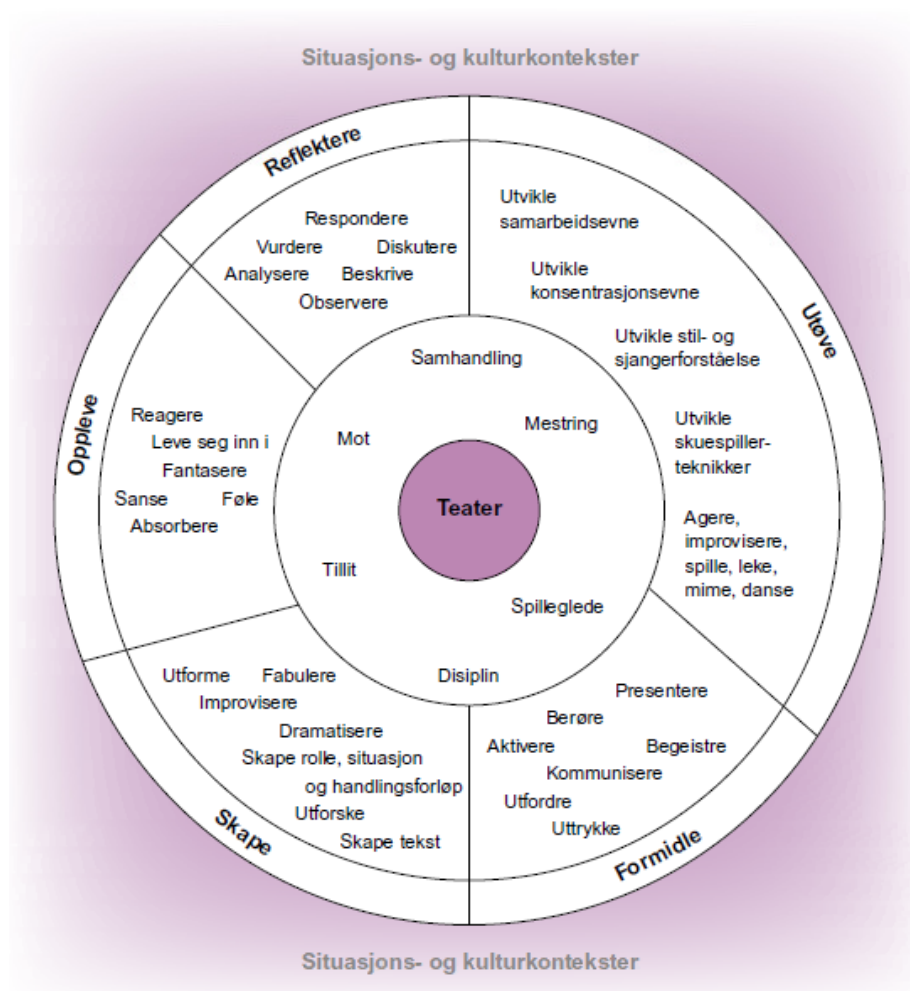 Situasjons- og kulturkontekster
Reflektere
Respondere
Vurdere Diskutere
Analysere Beskrive
Observere
Utøve
Utvikle
samarbeidsevne
Utvikle
konsentrasjonsevne
Utvikle stil- og
sjangerforståelse
Utvikle
skuespiller-
teknikker
Agere,
improvisere,
spille, leke,
mime, danse
Oppleve
Reagere
Leve seg inn i
Fantasere
Sanse Føle
Absorbere
Samhandling
Mot
Mestring
Teater
Tillit
Spilleglede
Disiplin
Skape
Utforme Fabulere
Improvisere
Dramatisere
Skape rolle, situasjon
og handlingsforløp
Utforske
Skape tekst
Formidle
Presentere
Berøre
Aktivere Begeistre
Kommunisere
Utfordre
Uttrykke
Situasjons- og kulturkontekster